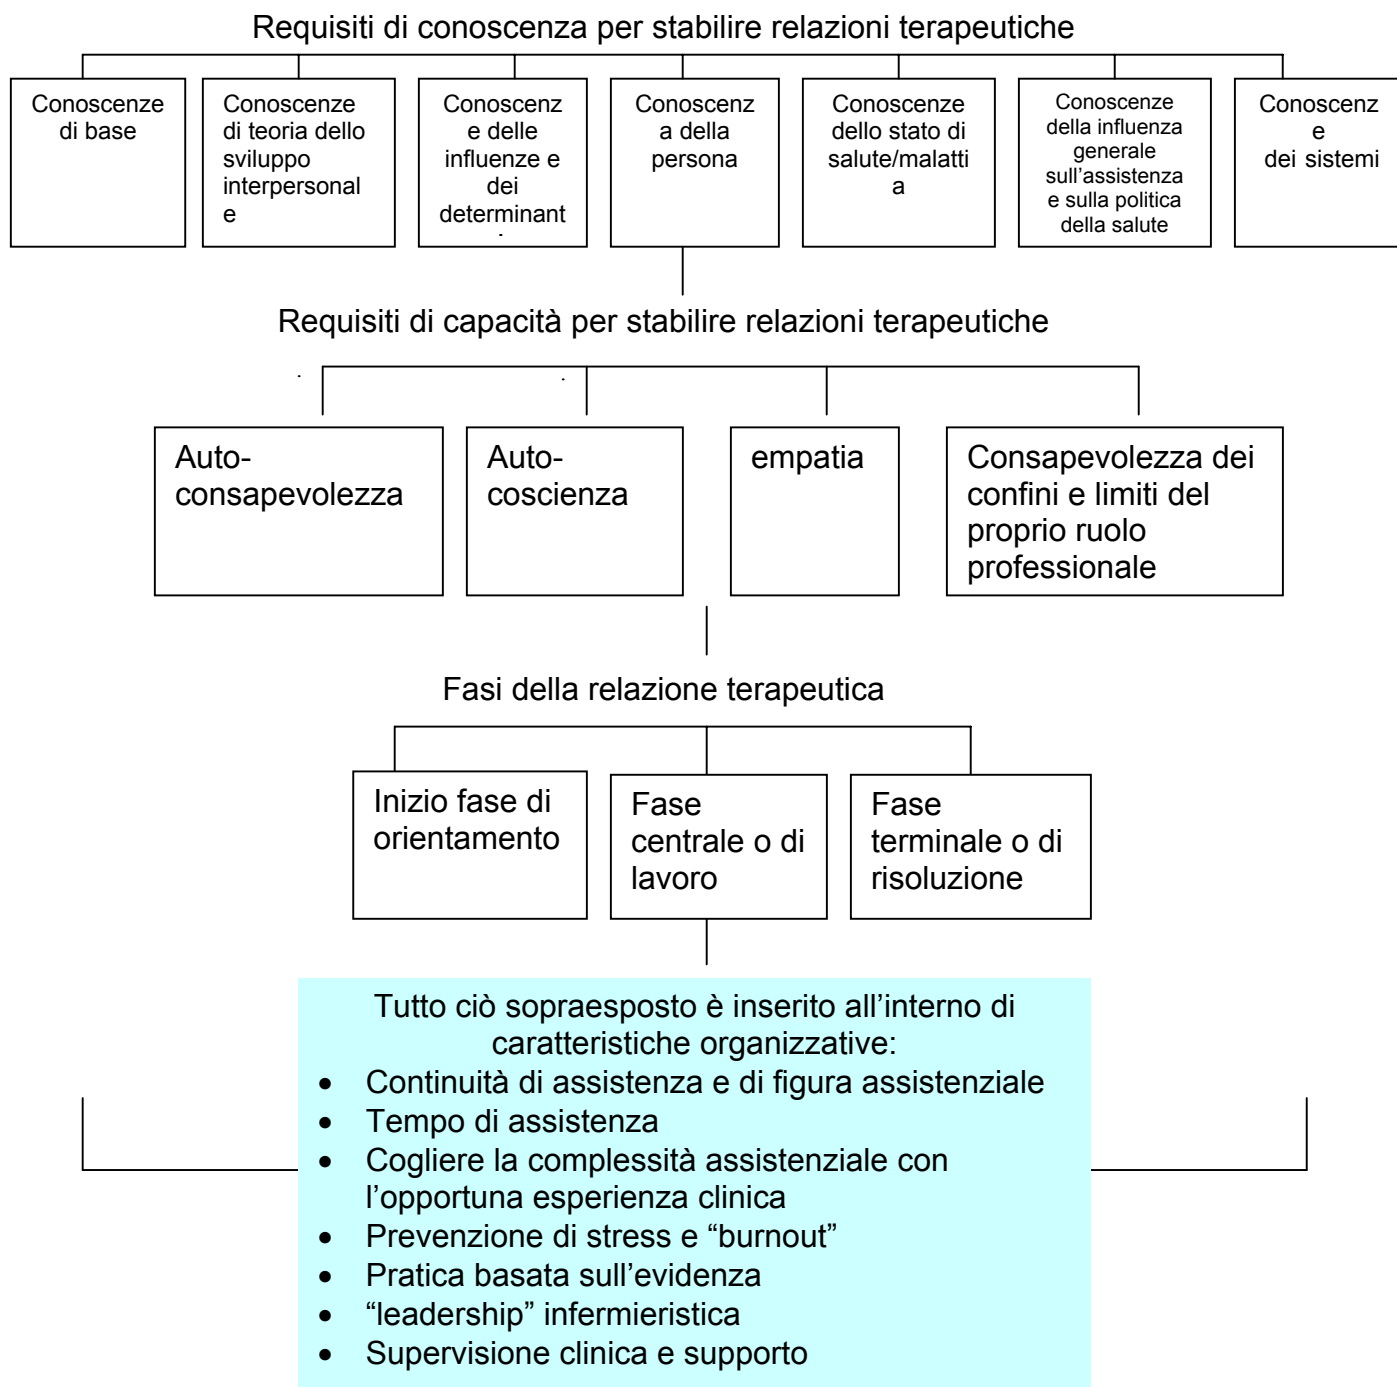 Requisiti di conoscenza per stabilire relazioni terapeutiche
Conoscenze
di base
Conoscenze
di teoria dello
sviluppo
interpersonal
e
Conoscenz
e delle
influenze e
dei
determinant
Conoscenz
a della
persona
Conoscenze
dello stato di
salute/malatti
a
Conoscenze
della influenza
generale
sull’assistenza
e sulla politica
della salute
Conoscenz
e
dei sistemi
Requisiti di capacità per stabilire relazioni terapeutiche
Auto-
consapevolezza
Auto-
coscienza
empatia
Consapevolezza dei
confini e limiti del
proprio ruolo
professionale
Fasi della relazione terapeutica
Inizio fase di
orientamento
Fase
centrale o di
lavoro
Fase
terminale o di
risoluzione
Tutto ciò sopraesposto è inserito all’interno di
caratteristiche organizzative:
• Continuità di assistenza e di figura assistenziale
• Tempo di assistenza
• Cogliere la complessità assistenziale con
l’opportuna esperienza clinica
• Prevenzione di stress e “burnout”
• Pratica basata sull’evidenza
• “leadership” infermieristica
• Supervisione clinica e supporto